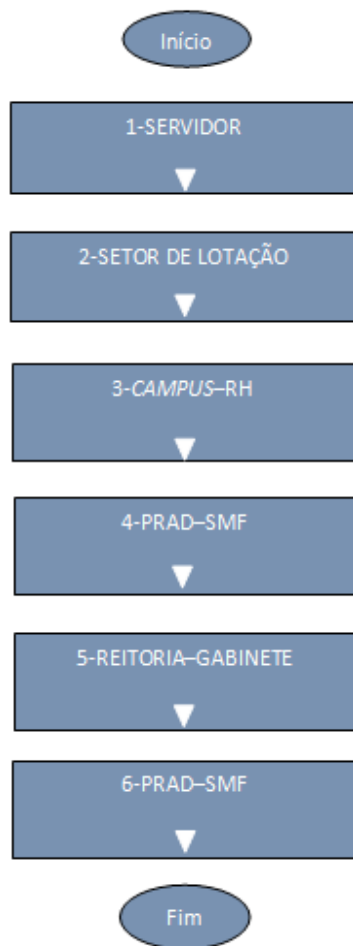 Início
1-SERVIDOR
2-SETOR DE LOTAÇÃO
3-CAMPUS–RH
4-PRAD–SMF
5-REITORIA–GABINETE
6-PRAD–SMF
Fim